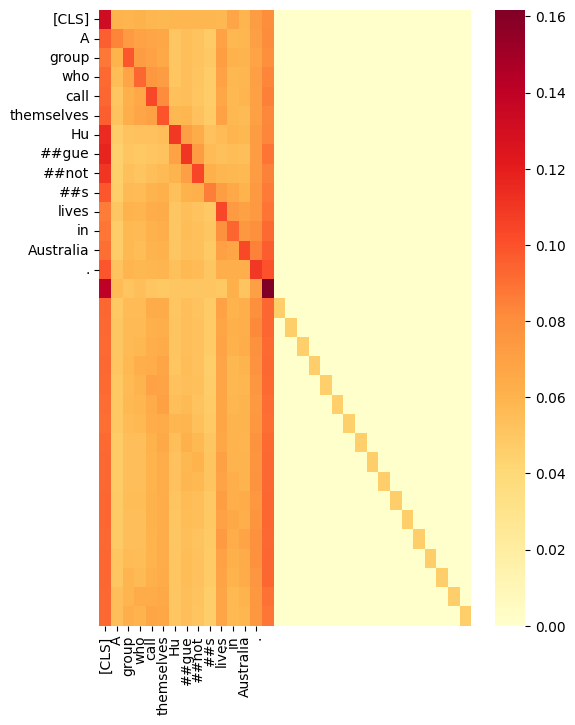 [CLS]
A
group
who
call
themselves
Hu
##gue
##not
##s
lives
in
Australia
.
[CLS]
A
group
who
call
themselves
Hu
##gue
##not
##s
lives
in
Australia
.
0.16
0.14
0.12
0.10
0.08
0.06
0.04
0.02
0.00